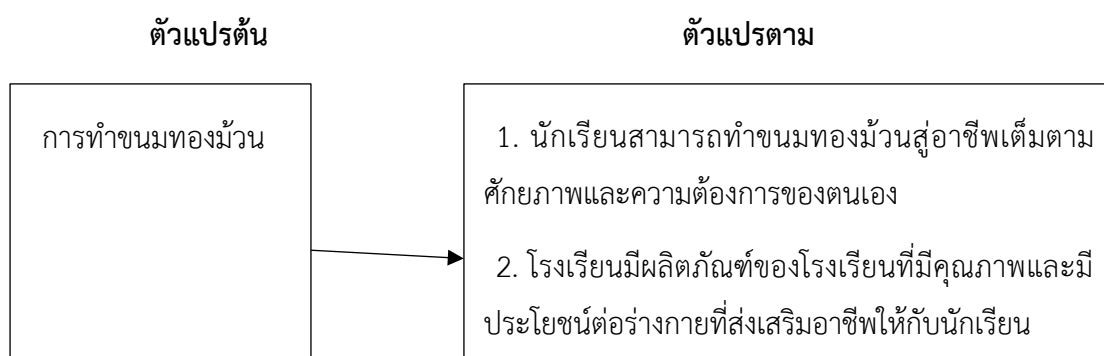 ตัวแปรต้น
ตัวแปรตาม
การทำขนมทองม้วน
1. นักเรียนสามารถทำขนมทองม้วนสู่อาชีพเต็มตาม
ศักยภาพและความต้องการของตนเอง
2. โรงเรียนมีผลิตภัณฑ์ของโรงเรียนที่มีคุณภาพและมี
ประโยชน์ต่อร่างกายที่ส่งเสริมอาชีพให้กับนักเรียน